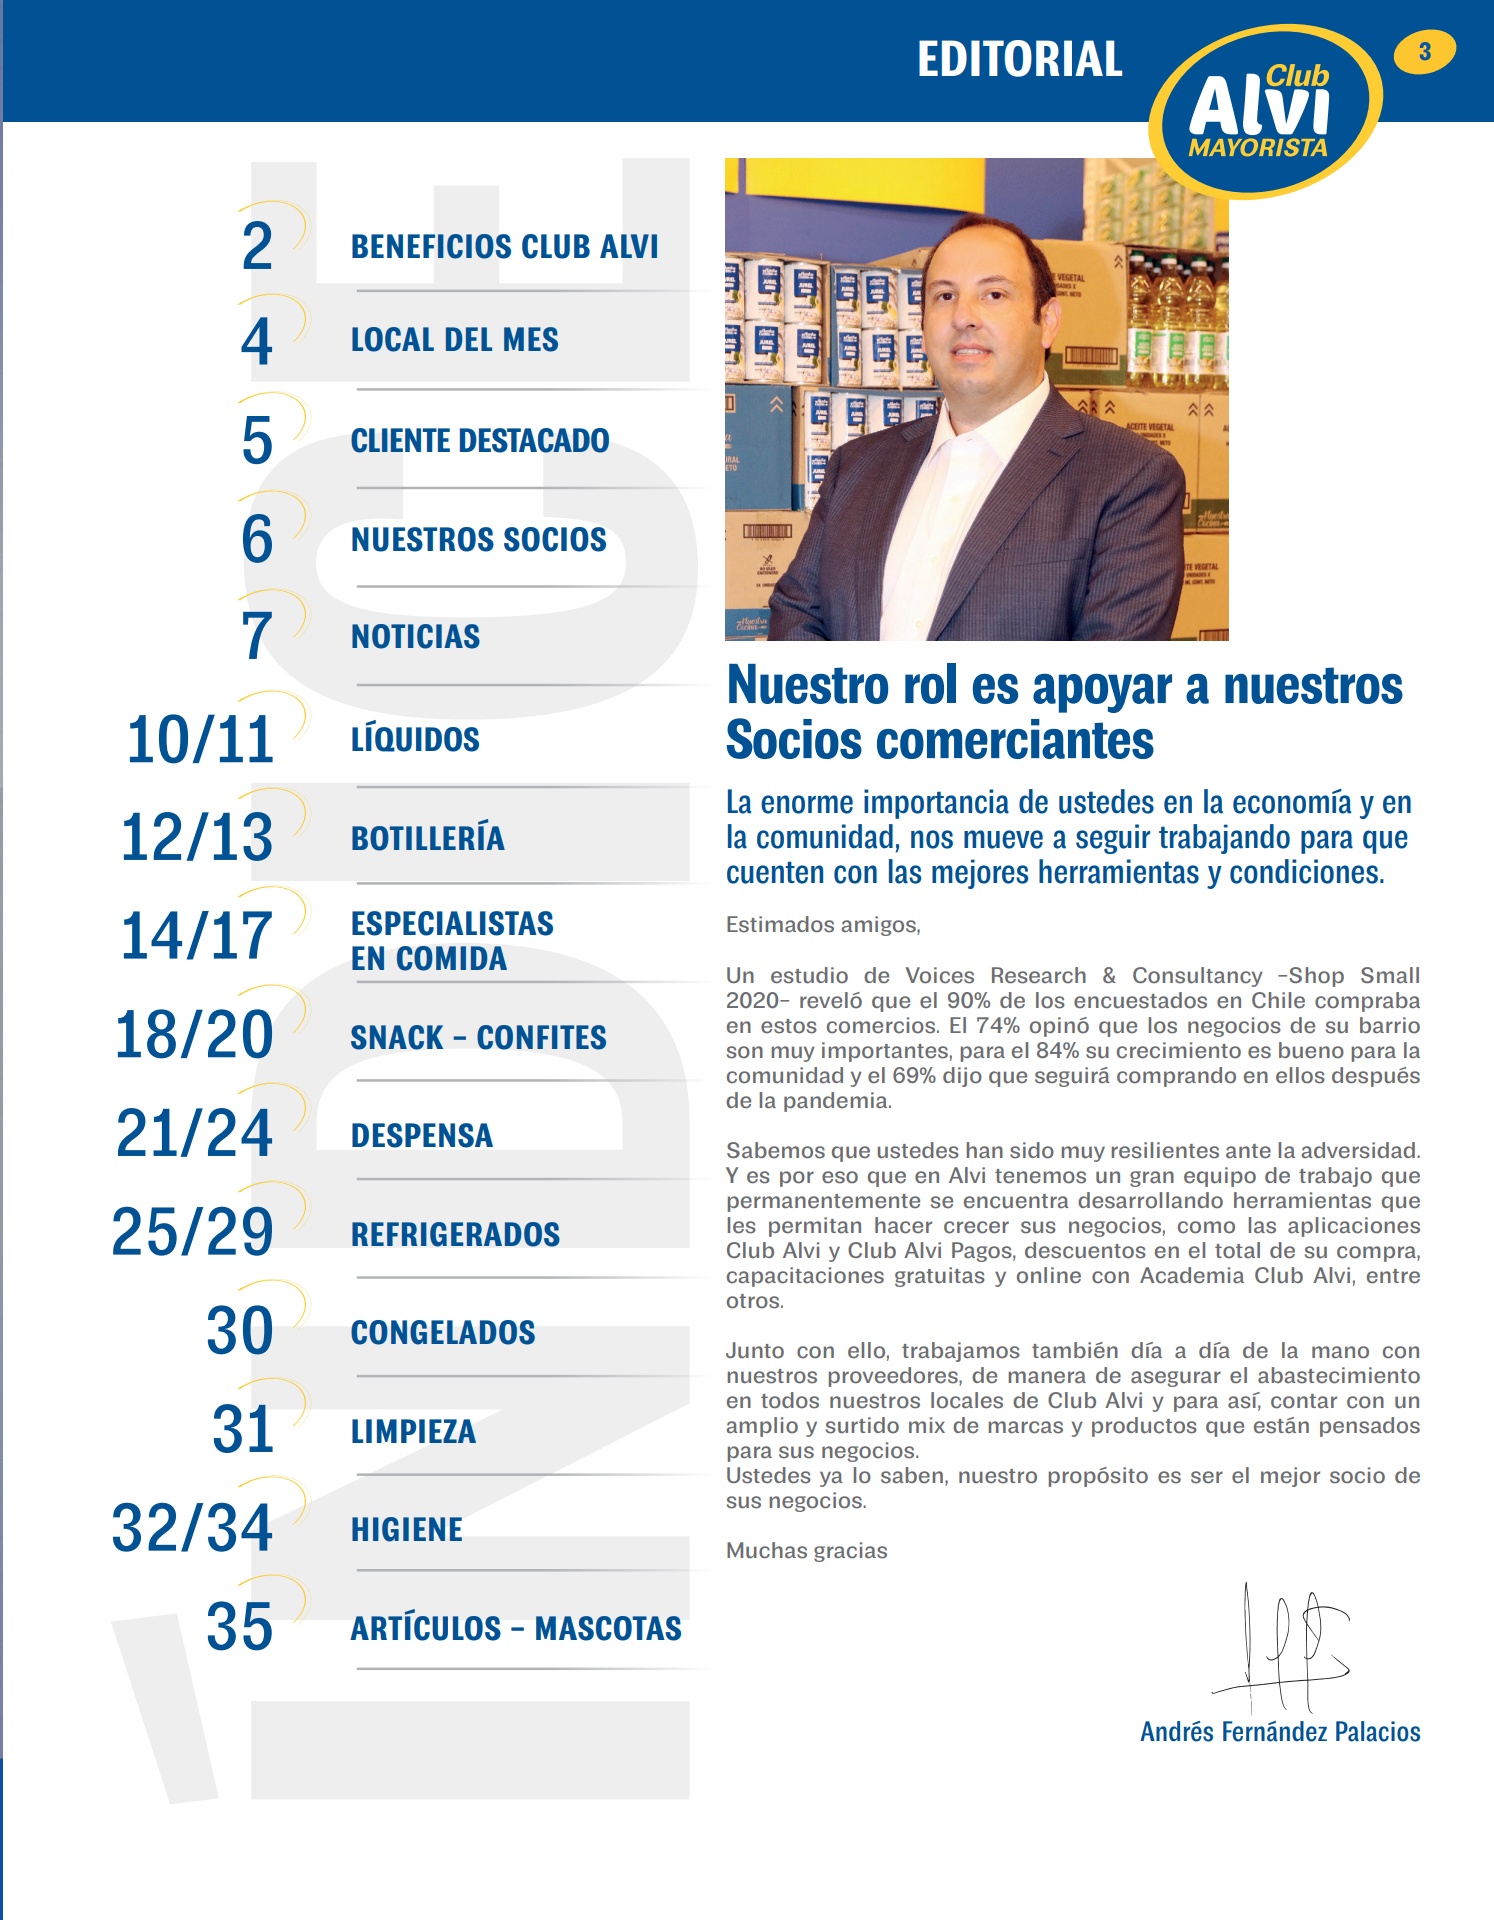 EDITORIAL
Club
Alvi
MAYORISTA
3
ÍNDICE
2 BENEFICIOS CLUB ALVI
4 LOCAL DEL MES
5 CLIENTE DESTACADO
6 NUESTROS SOCIOS
7 NOTICIAS
10/11 LÍQUIDOS
12/13 BOTILLERÍA
14/17 ESPECIALISTAS
EN COMIDA
18/20 SNACK – CONFITES
21/24 DESPENSA
25/29 REFRIGERADOS
30 CONGELADOS
31 LIMPIEZA
32/34 HIGIENE
35 ARTÍCULOS – MASCOTAS
JUREL
ACEITE VEGETAL
Nuestro rol es apoyar a nuestros
Socios comerciantes
La enorme importancia de ustedes en la economía y en
la comunidad, nos mueve a seguir trabajando para que
cuenten con las mejores herramientas y condiciones.
Estimados amigos,
Un estudio de Voices Research & Consultancy –Shop Small
2020– reveló que el 90% de los encuestados en Chile compraba
en estos comercios. El 74% opinó que los negocios de su barrio
son muy importantes, para el 84% su crecimiento es bueno para la
comunidad y el 69% dijo que seguirá comprando en ellos después
de la pandemia.
Sabemos que ustedes han sido muy resilientes ante la adversidad.
Y es por eso que en Alvi tenemos un gran equipo de trabajo que
permanentemente se encuentra desarrollando herramientas que
les permitan hacer crecer sus negocios, como las aplicaciones
Club Alvi y Club Alvi Pagos, descuentos en el total de su compra,
capacitaciones gratuitas y online con Academia Club Alvi, entre
otros.
Junto con ello, trabajamos también día a día de la mano con
nuestros proveedores, de manera de asegurar el abastecimiento
en todos nuestros locales de Club Alvi y para así, contar con un
amplio y surtido mix de marcas y productos que están pensados
para sus negocios.
Ustedes ya lo saben, nuestro propósito es ser el mejor socio de
sus negocios.
Muchas gracias
Andrés Fernández Palacios